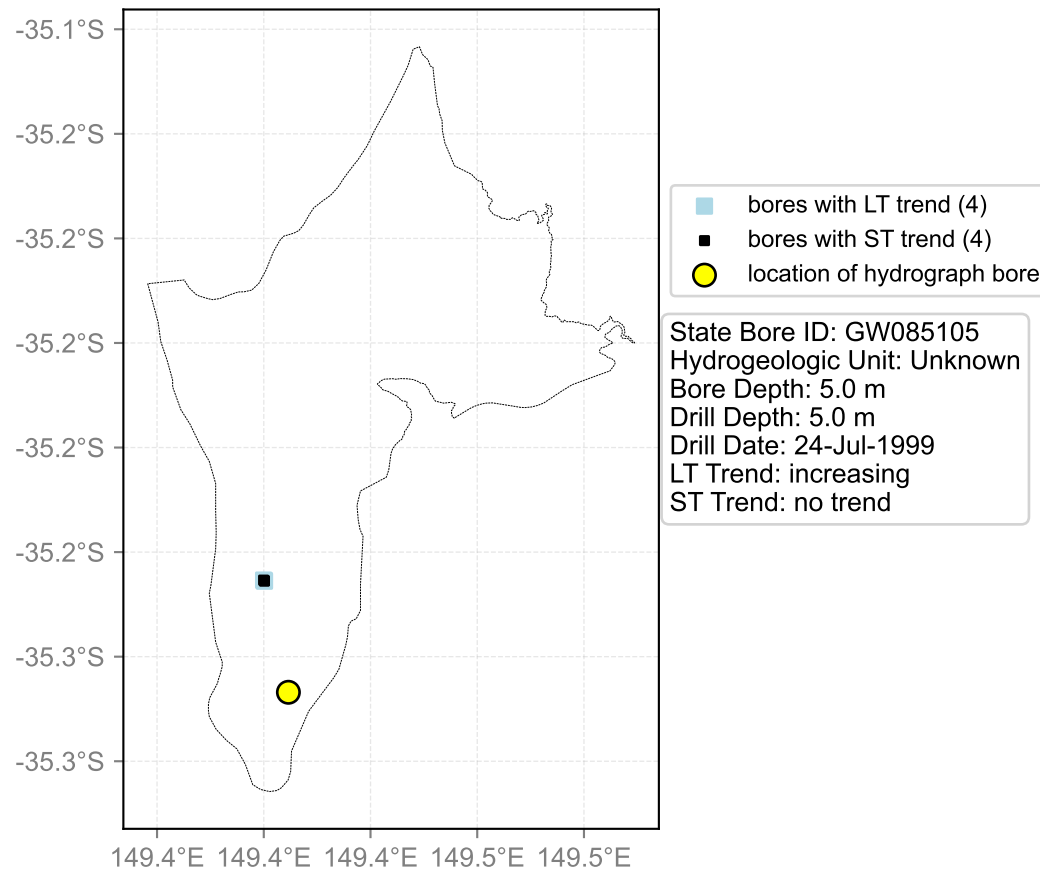 -35.1°S
-35.2°S
-35.2°S
-35.2°S
-35.2°S
-35.2°S
-35.3°S
-35.3°S
149.4°E 149.4°E 149.4°E 149.5°E 149.5°E
bores with LT trend (4)
bores with ST trend (4)
location of hydrograph bore
State Bore ID: GW085105
Hydrogeologic Unit: Unknown
Bore Depth: 5.0 m
Drill Depth: 5.0 m
Drill Date: 24-Jul-1999
LT Trend: increasing
ST Trend: no trend